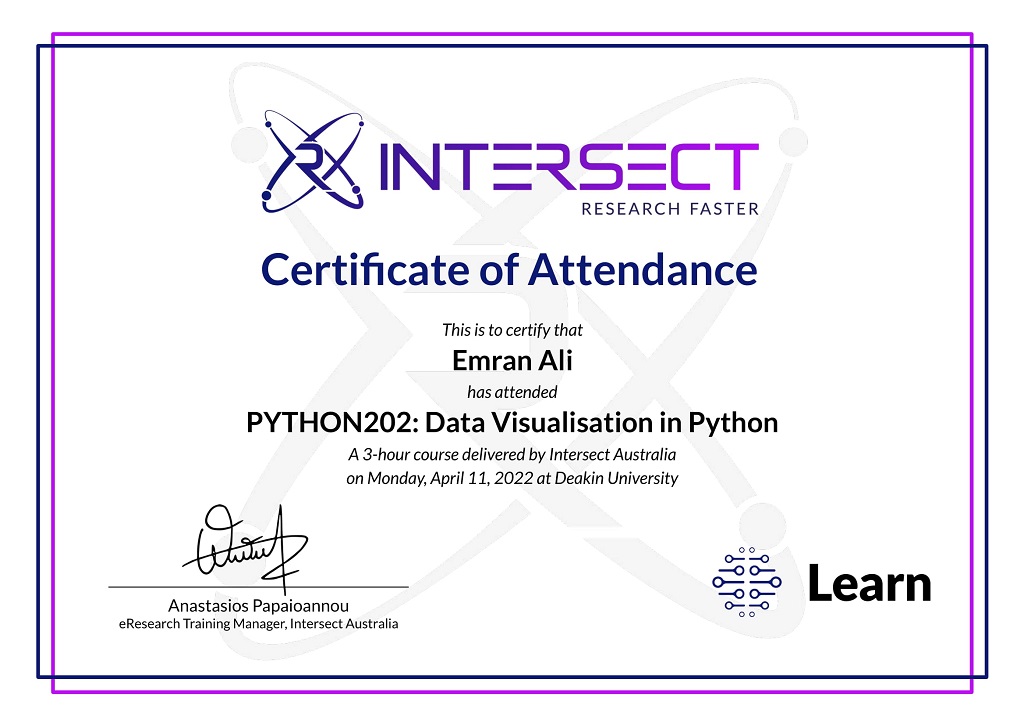 INTERSECT
RESEARCH FASTER
Certificate of Attendance
This is to certify that
Emran Ali
has attended
PYTHON202: Data Visualisation in Python
A 3-hour course delivered by Intersect Australia
on Monday, April 11, 2022 at Deakin University
Anastasios Papaioannou
eResearch Training Manager, Intersect Australia
Learn